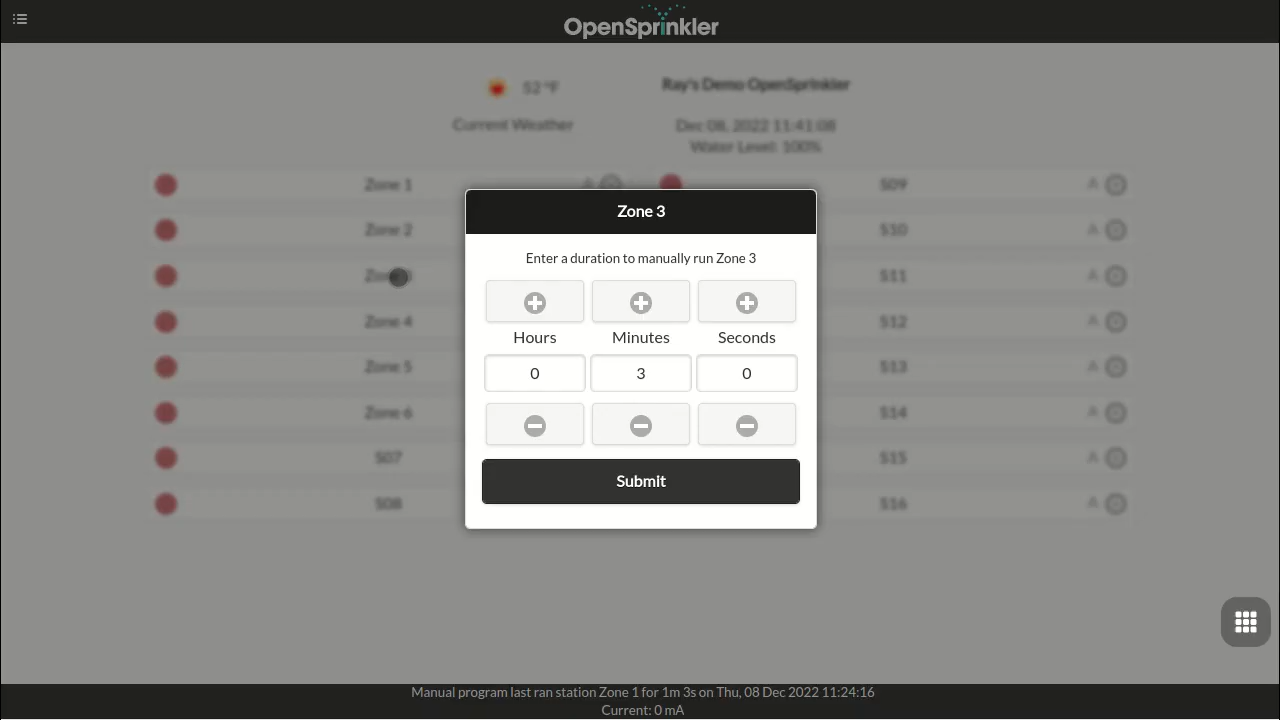 OpenSprinkler
52 °F
Ray's Demo OpenSprinkler
Current Weather
Dec 08, 2022 11:41:08
Water Level: 100%
Zone 1
S09
Zone 2
S10
Zone 3
S11
Zone 4
S12
Zone 5
S13
Zone 6
S14
S07
S15
S08
S16
Zone 3
Enter a duration to manually run Zone 3
Hours Minutes Seconds
0 3 0
Submit
Manual program last ran station Zone 1 for 1m 3s on Thu, 08 Dec 2022 11:24:16
Current: 0 mA